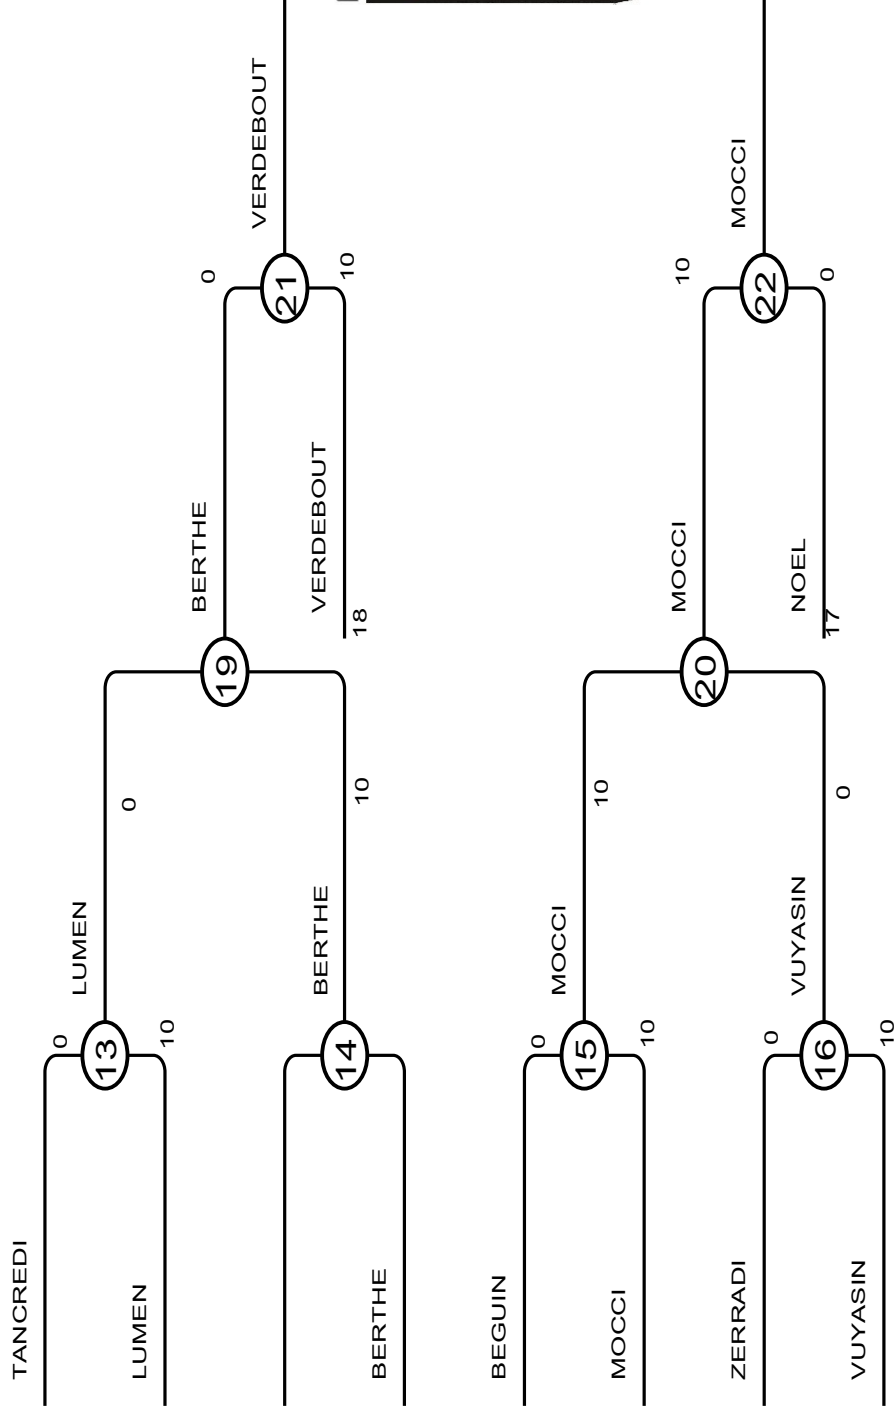 TANCREDI
0
13
10
LUMEN
LUMEN
0
14
BERTHE
BERTHE
10
19
BERTHE
0
VERDEBOUT
18
10
21
VERDEBOUT
BEGUIN
0
15
10
MOCCI
MOCCI
10
ZERRADI
0
16
10
VUYASIN
VUYASIN
0
20
MOCCI
10
NOEL
17
0
22
MOCCI